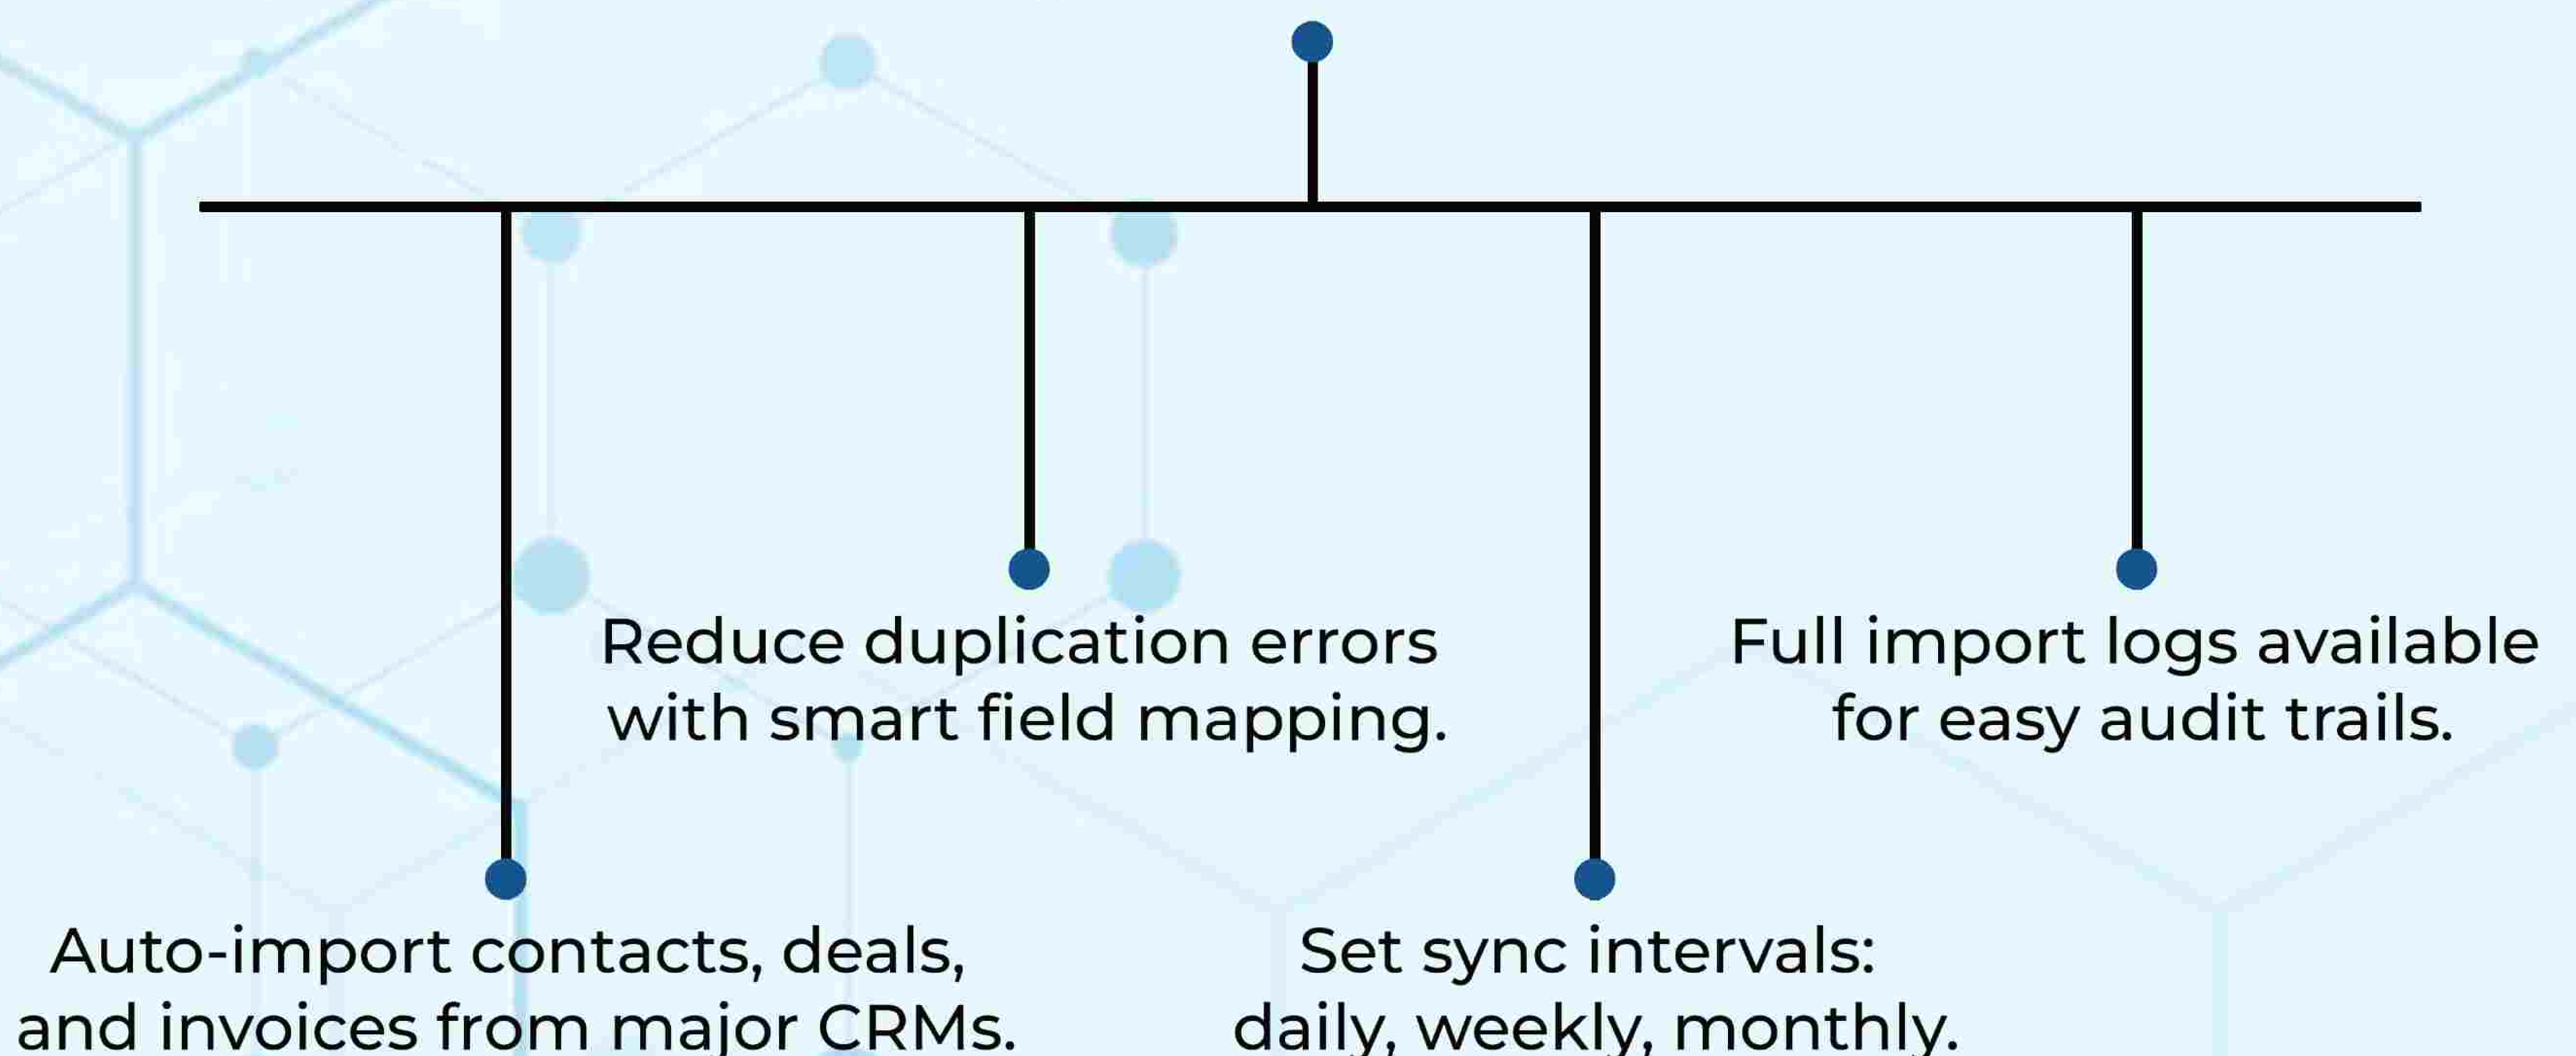 Reduce duplication errors
with smart field mapping.
Full import logs available
for easy audit trails.
Auto-import contacts, deals,
and invoices from major CRMs.
Set sync intervals:
daily, weekly, monthly.